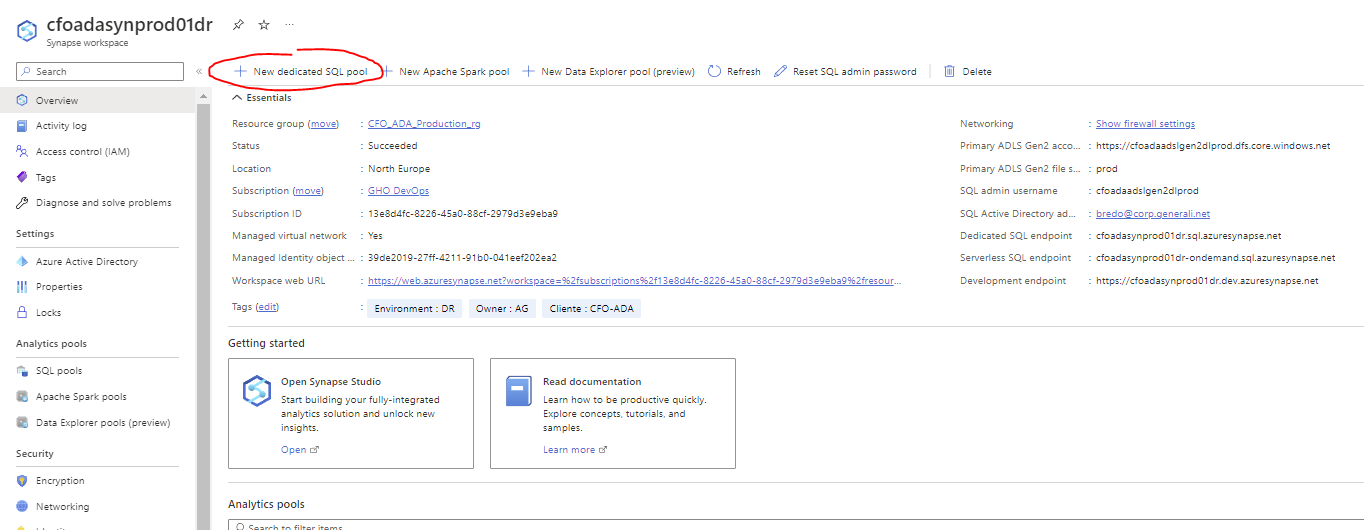 cfoadasynprod01dr
Synapse workspace
Search
«
New dedicated SQL pool
New Apache Spark pool
New Data Explorer pool (preview)
Refresh
Reset SQL admin password
Delete
Overview
Activity log
Access control (IAM)
Tags
Diagnose and solve problems
Settings
Azure Active Directory
Properties
Locks
Analytics pools
SQL pools
Apache Spark pools
Data Explorer pools (preview)
Security
Encryption
Networking
Essentials
Resource group (move) : CFO_ADA_Production_rg
Status : Succeeded
Location : North Europe
Subscription (move) : GHO DevOps
Subscription ID : 13e8d4fc-8226-45a0-88cf-2979d3e9eba9
Managed virtual network : Yes
Managed Identity object ... : 39de2019-27ff-4211-91b0-041eef202ea2
Workspace web URL : https://web.azuresynapse.net?workspace=%2fsubscriptions%2f13e8d4fc-8226-45a0-88cf-2979d3e9eba9%2fresour...
Tags (edit) : Environment : DR Owner : AG Cliente : CFO-ADA
Networking : Show firewall settings
Primary ADLS Gen2 acco... : https://cfoadaadslgen2dlprod.dfs.core.windows.net
Primary ADLS Gen2 file s... : prod
SQL admin username : cfoadaadslgen2dlprod
SQL Active Directory ad... : bredo@corp.generali.net
Dedicated SQL endpoint : cfoadasynprod01dr.sql.azuresynapse.net
Serverless SQL endpoint : cfoadasynprod01dr-ondemand.sql.azuresynapse.net
Development endpoint : https://cfoadasynprod01dr.dev.azuresynapse.net
Getting started
Open Synapse Studio
Start building your fully-integrated
analytics solution and unlock new
insights.
Open
Read documentation
Learn how to be productive quickly.
Explore concepts, tutorials, and
samples.
Learn more
Analytics pools
Search to filter items